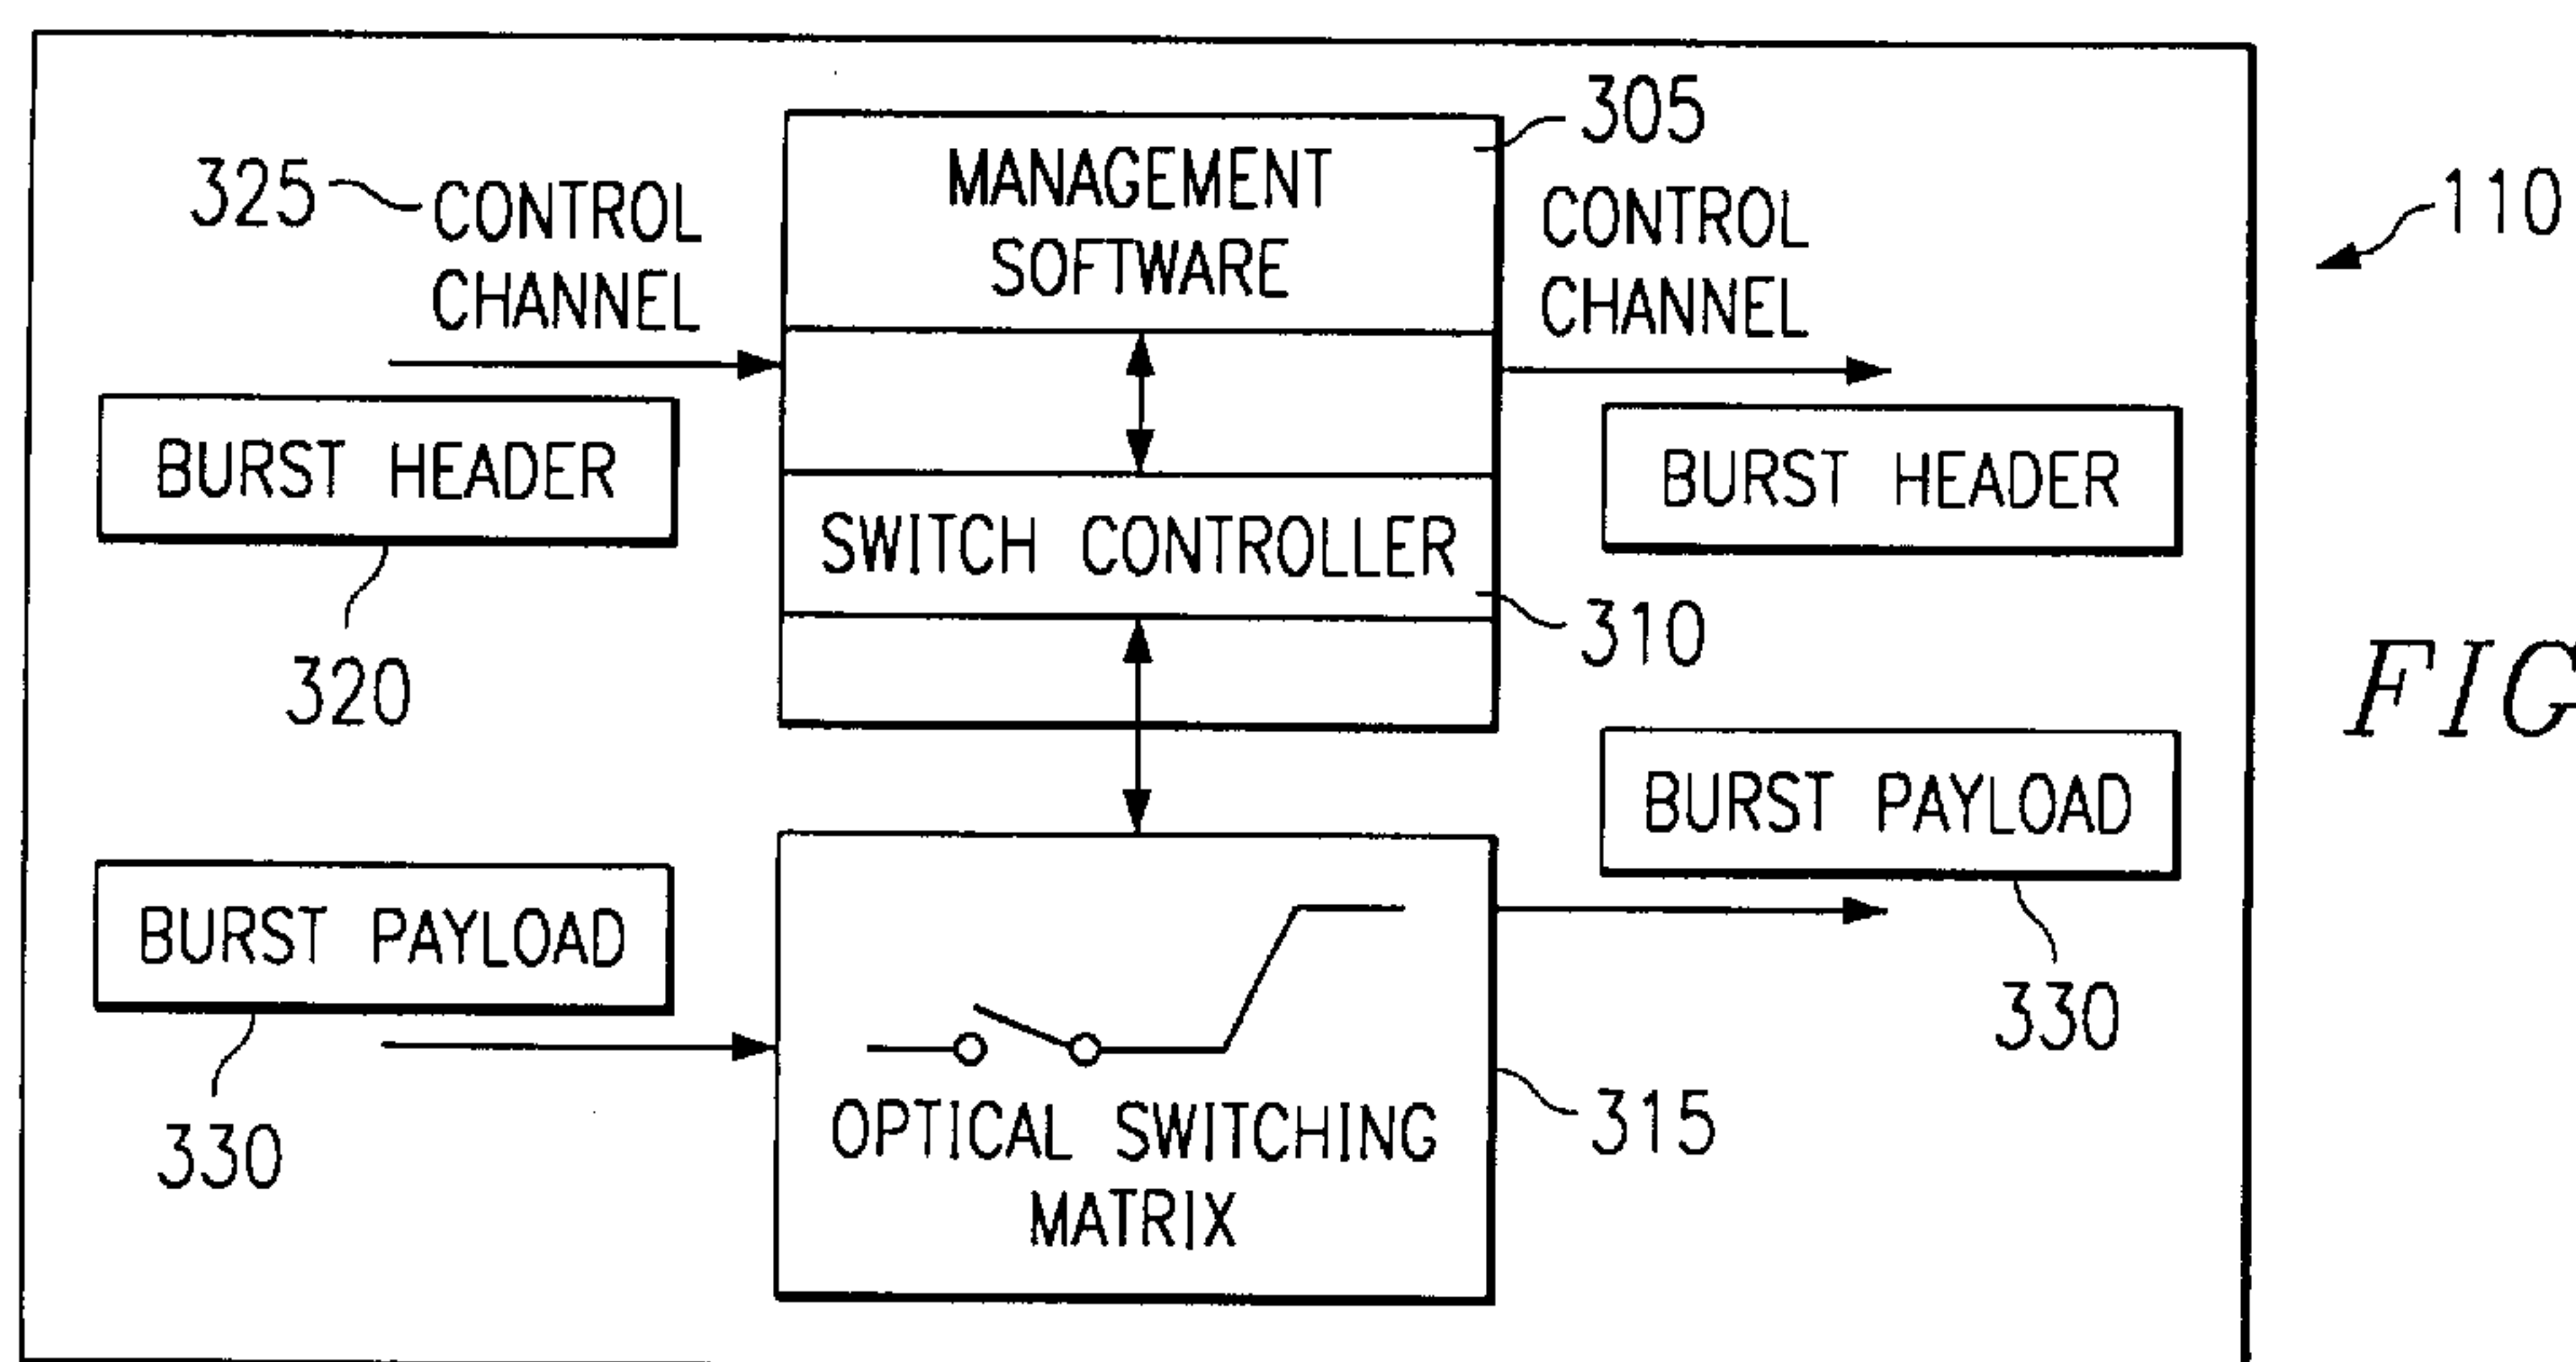 305
MANAGEMENT
SOFTWARE
325
CONTROL
CHANNEL
CONTROL
CHANNEL
110
BURST HEADER
BURST HEADER
SWITCH CONTROLLER
310
320
FIG
BURST PAYLOAD
BURST PAYLOAD
330
330
OPTICAL SWITCHING
MATRIX
315